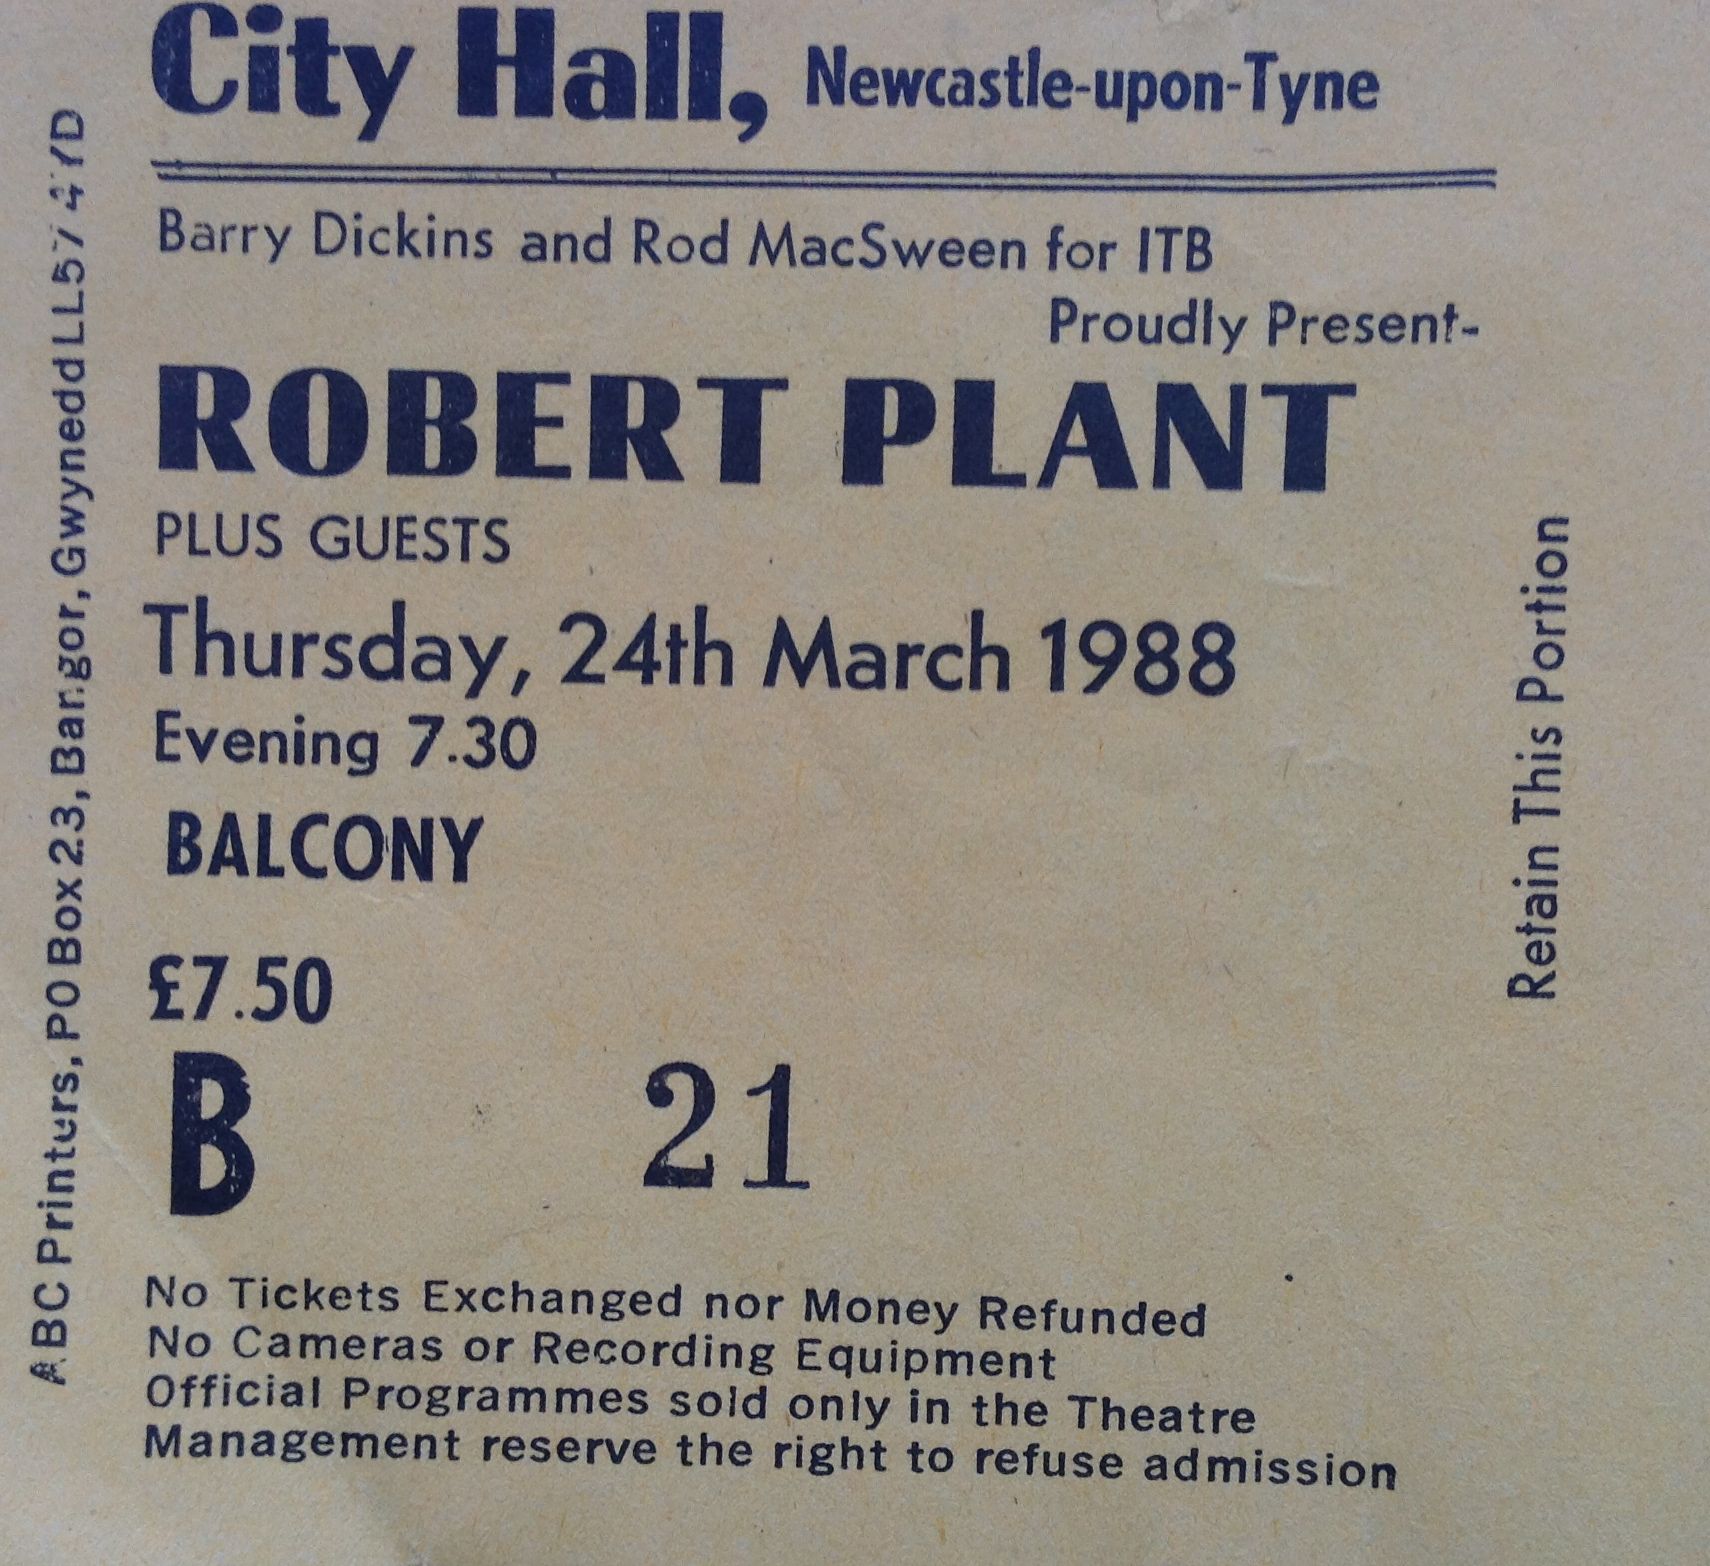 City Hall, Newcastle-upon-Tyne
Barry Dickins and Rod MacSween for ITB
Proudly Present-
ROBERT PLANT
PLUS GUESTS
Thursday, 24th March 1988
Evening 7.30
BALCONY
£7.50
B 21
No Tickets Exchanged nor Money Refunded
No Cameras or Recording Equipment
Official Programmes sold only in the Theatre
Management reserve the right to refuse admission
ABC Printers, PO Box 23, Bangor, Gwynedd LL57 4YD
Retain This Portion